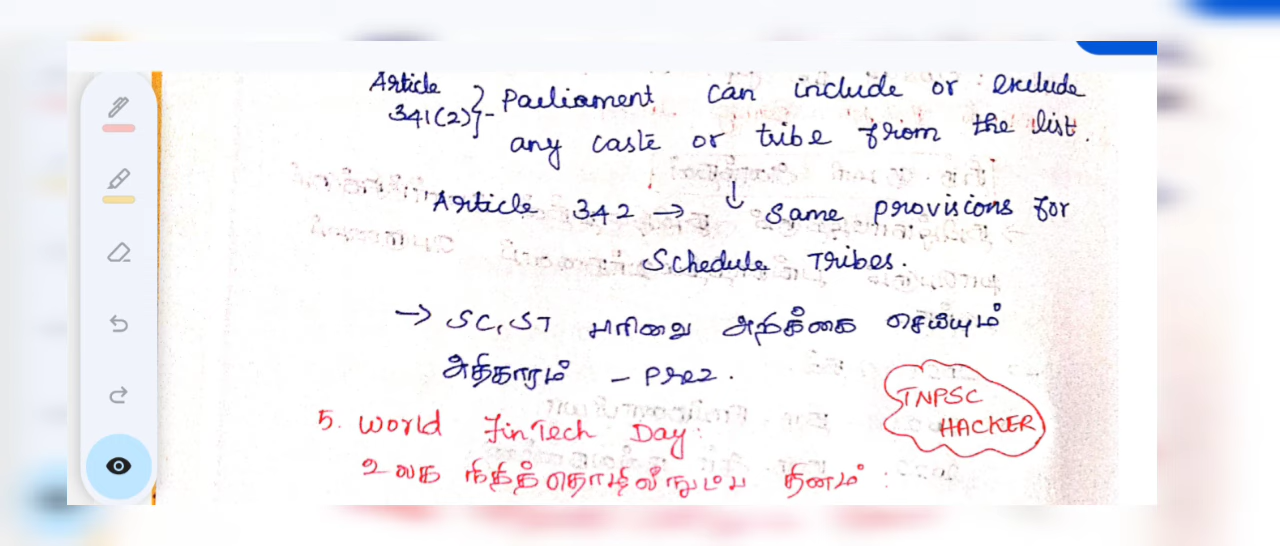 Article
341(2) } - Parliament can include or exclude
any caste or tribe from the list.
Article 342 → ↓ Same provisions for
Schedule Tribes.
→ SC, ST பிரிவை அறிக்கை செய்யும்
அதிகாரம் - Prez.
TNPSC
HACKER
5. World FinTech Day:
உலக நிதித்தொழில்நுட்ப தினம் :